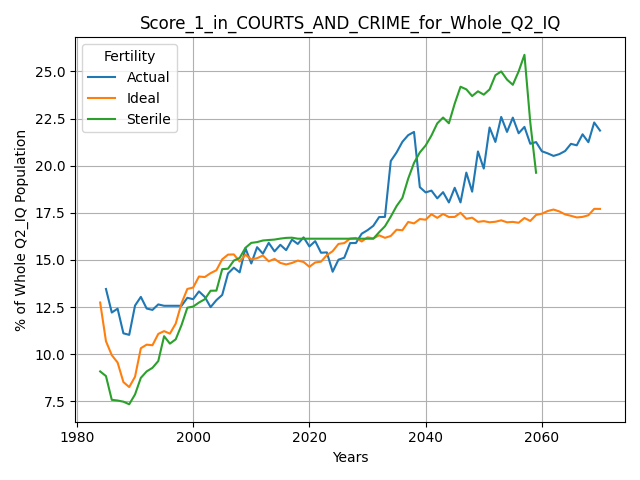 Score_1_in_COURTS_AND_CRIME_for_Whole_Q2_IQ
% of Whole Q2_IQ Population
Fertility
Actual
Ideal
Sterile
25.0
22.5
20.0
17.5
15.0
12.5
10.0
7.5
1980 2000 2020 2040 2060
Years